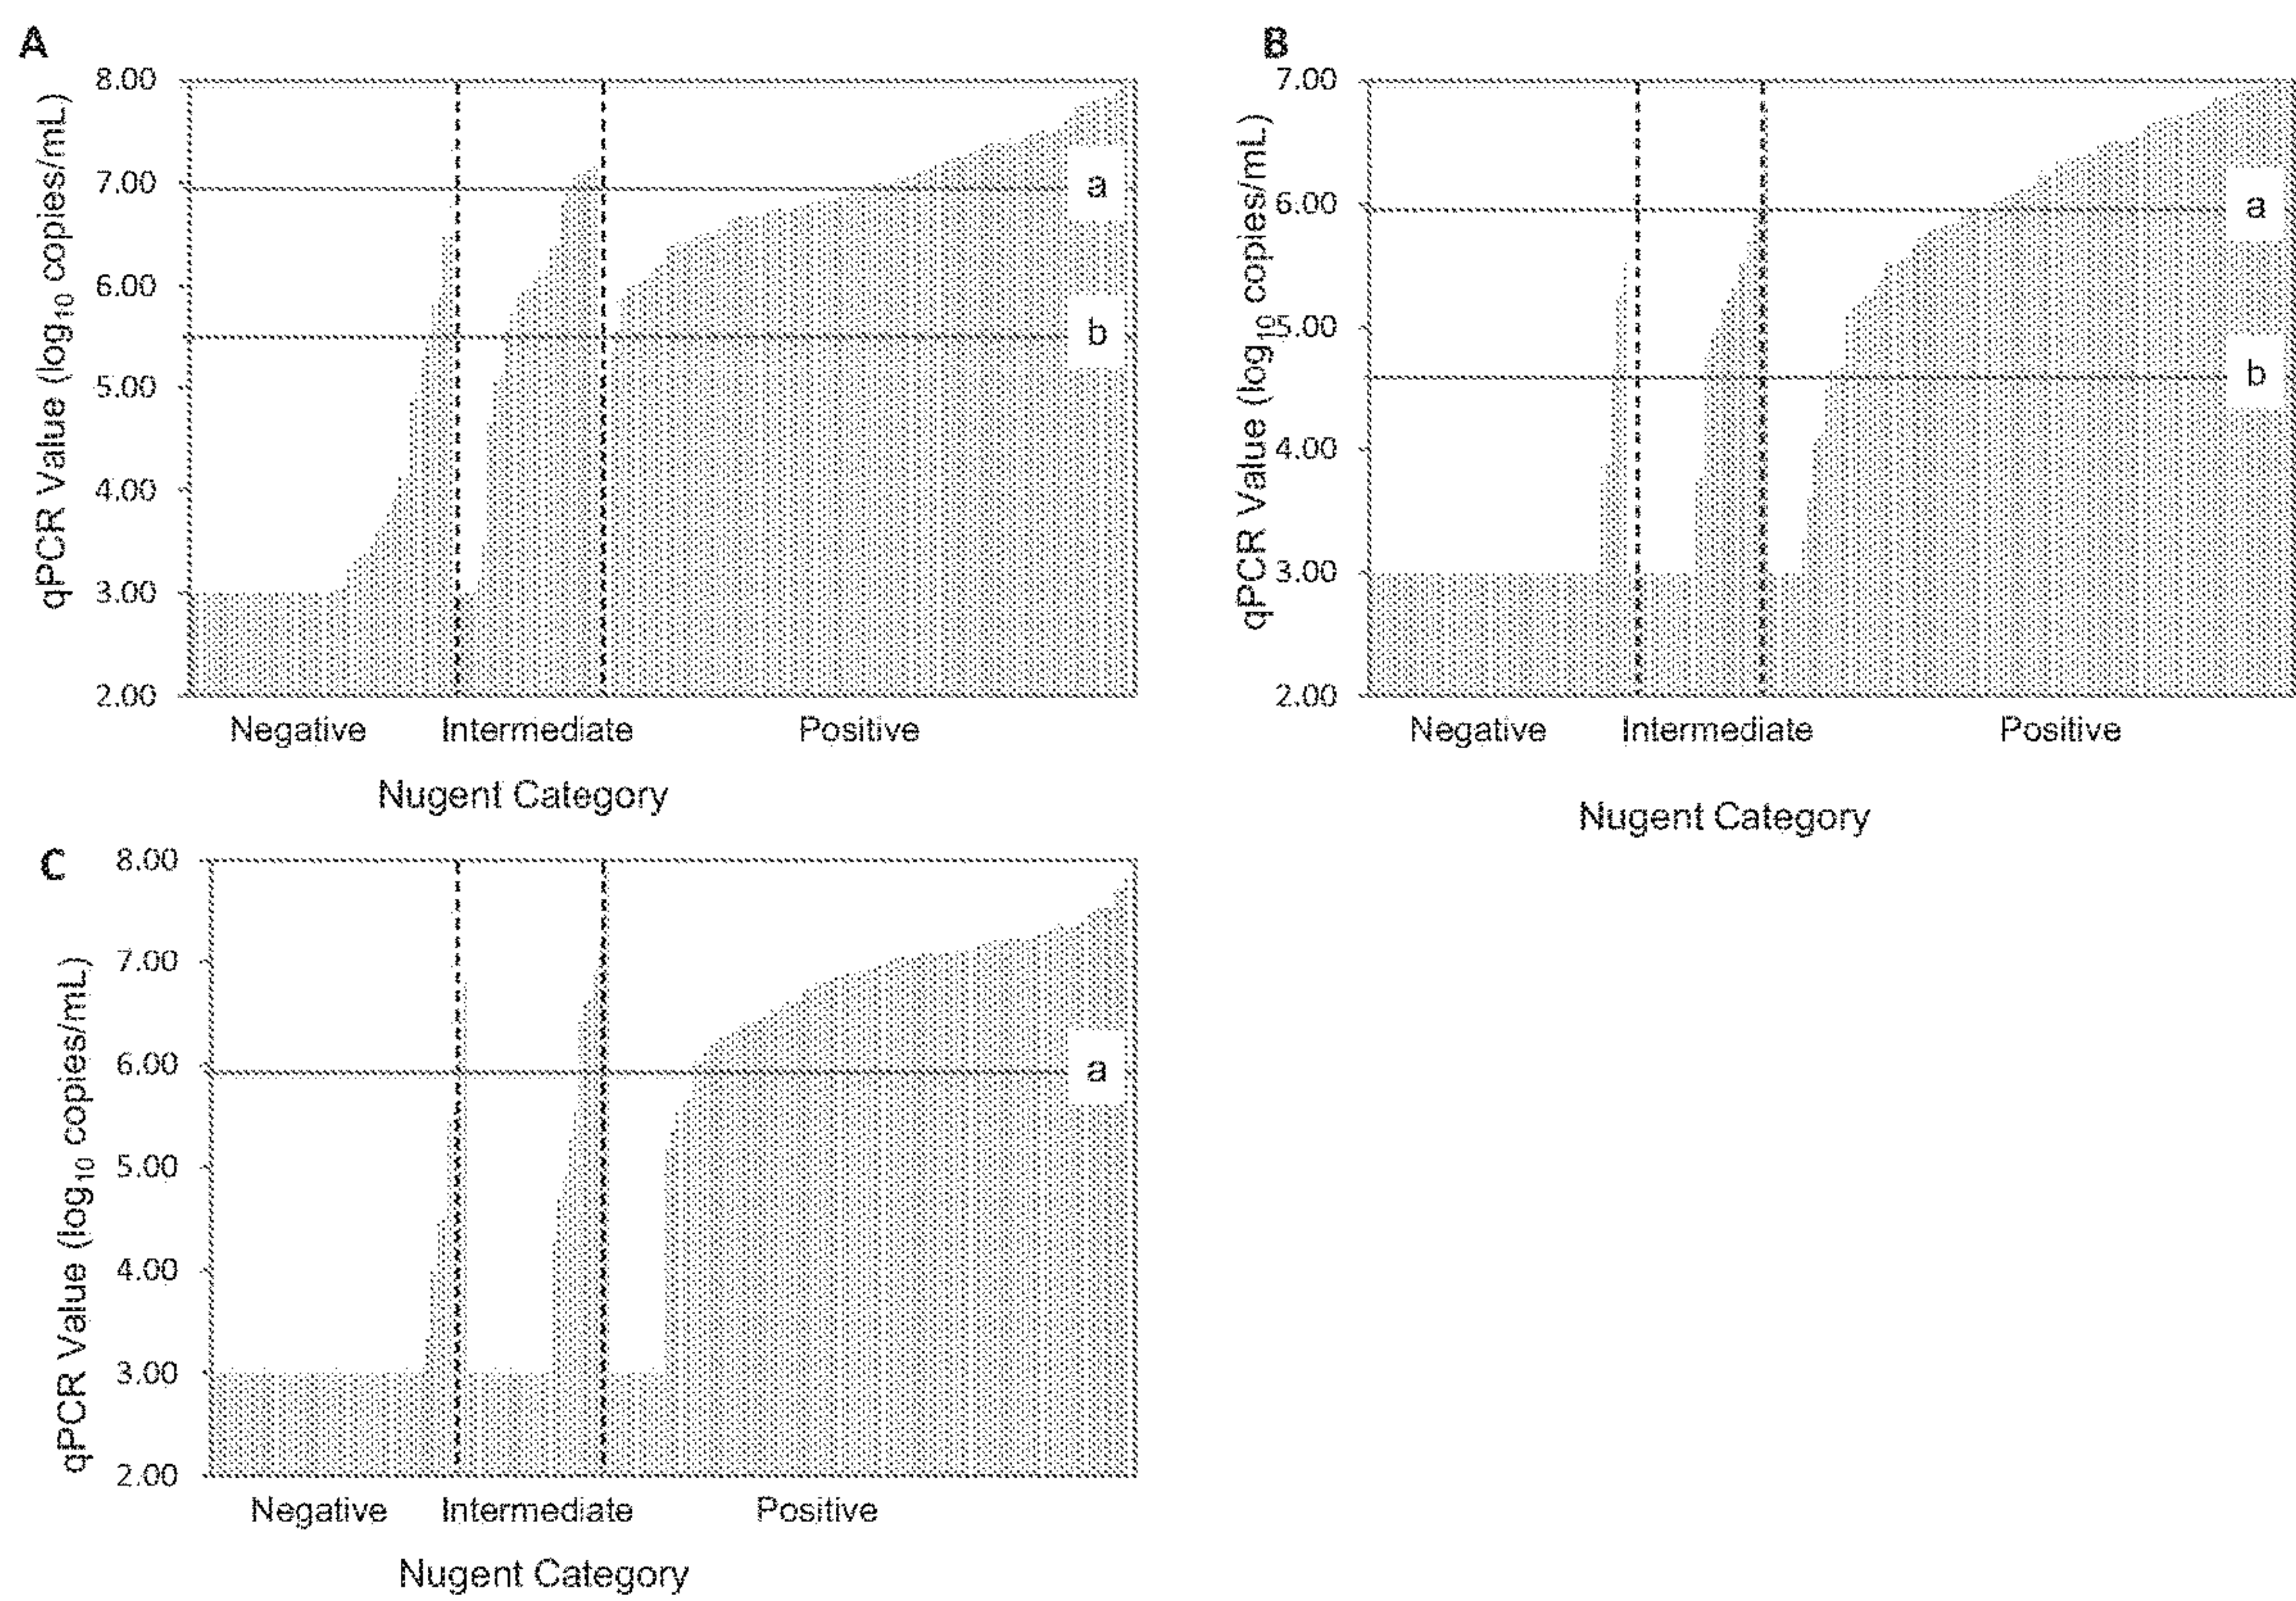 A
qPCR Value (log10 copies/mL)
8.00
7.00
6.00
5.00
4.00
3.00
2.00
a
b
Negative Intermediate Positive
Nugent Category
B
qPCR Value (log10 copies/mL)
7.00
6.00
5.00
4.00
3.00
2.00
a
b
Negative Intermediate Positive
Nugent Category
C
qPCR Value (log10 copies/mL)
8.00
7.00
6.00
5.00
4.00
3.00
2.00
a
Negative Intermediate Positive
Nugent Category